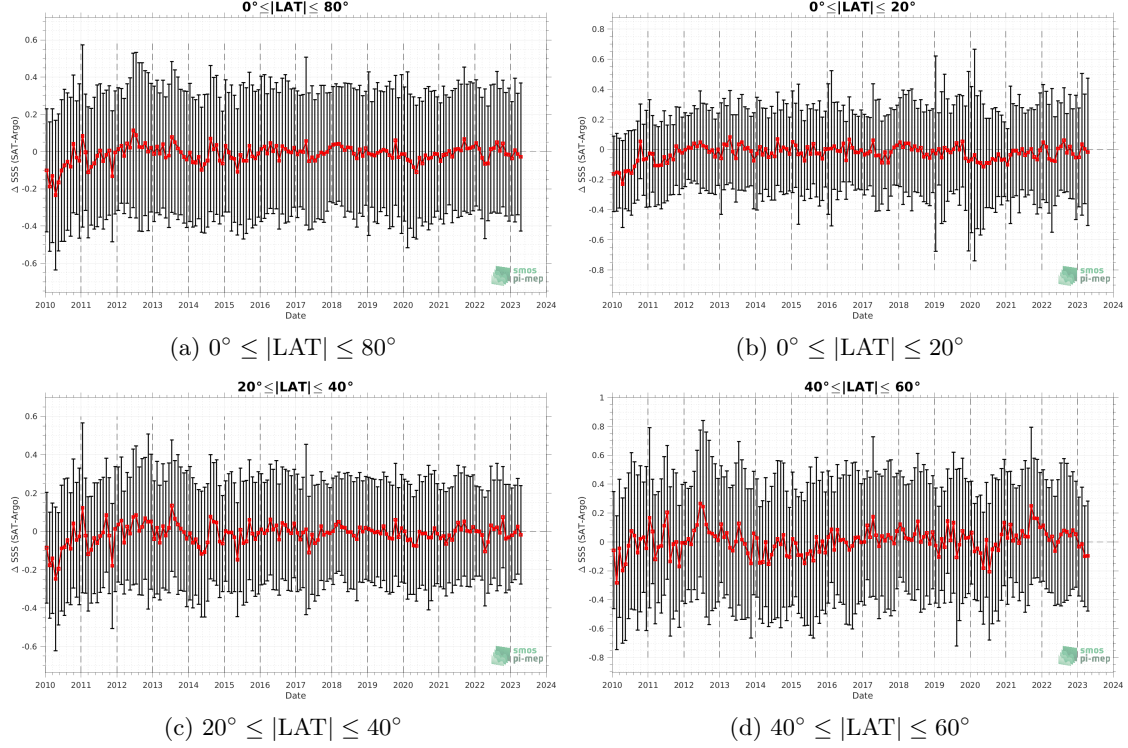 0°≤|LAT|≤ 80°
Δ SSS (SAT-Argo)
0.6
0.4
0.2
0
-0.2
-0.4
-0.6
2010 2011 2012 2013 2014 2015 2016 2017 2018 2019 2020 2021 2022 2023 2024
Date
smos
pi-mep
(a) 0° ≤ |LAT| ≤ 80°
0°≤|LAT|≤ 20°
Δ SSS (SAT-Argo)
0.8
0.6
0.4
0.2
0
-0.2
-0.4
-0.6
-0.8
2010 2011 2012 2013 2014 2015 2016 2017 2018 2019 2020 2021 2022 2023 2024
Date
smos
pi-mep
(b) 0° ≤ |LAT| ≤ 20°
20°≤|LAT|≤ 40°
Δ SSS (SAT-Argo)
0.6
0.4
0.2
0
-0.2
-0.4
-0.6
2010 2011 2012 2013 2014 2015 2016 2017 2018 2019 2020 2021 2022 2023 2024
Date
smos
pi-mep
(c) 20° ≤ |LAT| ≤ 40°
40°≤|LAT|≤ 60°
Δ SSS (SAT-Argo)
1
0.8
0.6
0.4
0.2
0
-0.2
-0.4
-0.6
-0.8
2010 2011 2012 2013 2014 2015 2016 2017 2018 2019 2020 2021 2022 2023 2024
Date
smos
pi-mep
(d) 40° ≤ |LAT| ≤ 60°